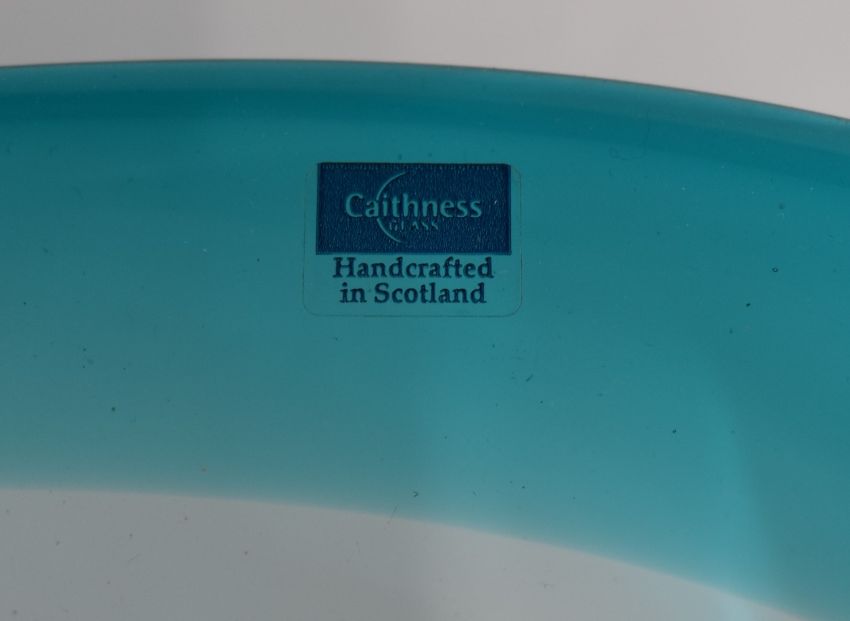 Caithness
GLASS
Handcrafted
in Scotland